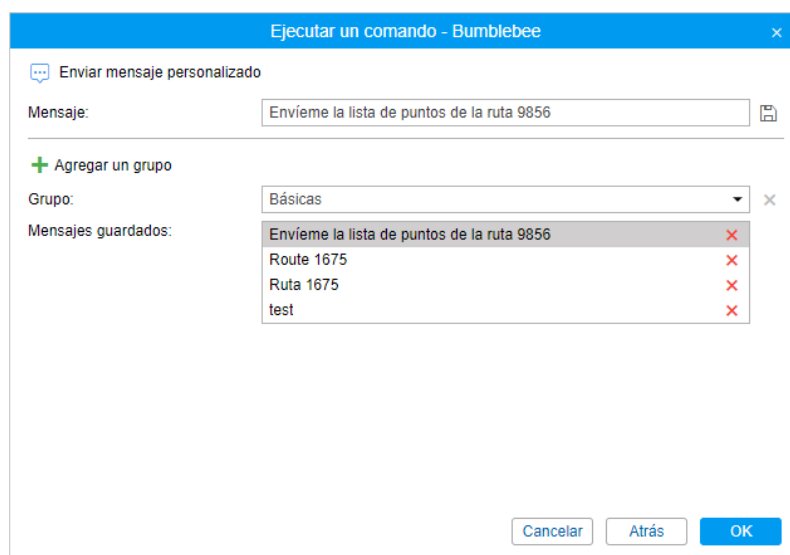 Ejecutar un comando - Bumblebee
Enviar mensaje personalizado
Mensaje: Envíeme la lista de puntos de la ruta 9856
Agregar un grupo
Grupo: Básicas
Mensajes guardados: Envíeme la lista de puntos de la ruta 9856
Route 1675
Ruta 1675
test
Cancelar Atrás OK